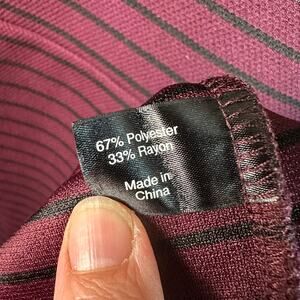 67% Polyester
33% Rayon
Made in
China